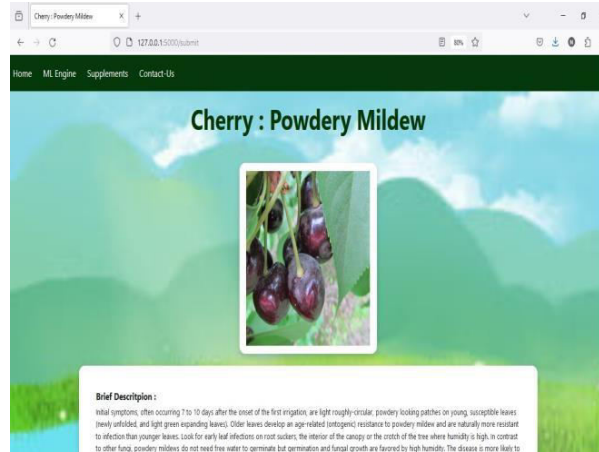 Cherry : Powdery Mildew
127.0.0.1:5000/submit
80%
Home ML Engine Supplements Contact-Us
Cherry : Powdery Mildew
Brief Descritpion :
Initial symptoms, often occurring 7 to 10 days after the onset of the first irrigation, are light roughly-circular, powdery looking patches on young, susceptible leaves
(newly unfolded, and light green expanding leaves). Older leaves develop an age-related (ontogenic) resistance to powdery mildew and are naturally more resistant
to infection than younger leaves. Look for early leaf infections on root suckers, the interior of the canopy or the crotch of the tree where humidity is high. In contrast
to other fungi, powdery mildews do not need free water to germinate but germination and fungal growth are favored by high humidity. The disease is more likely to